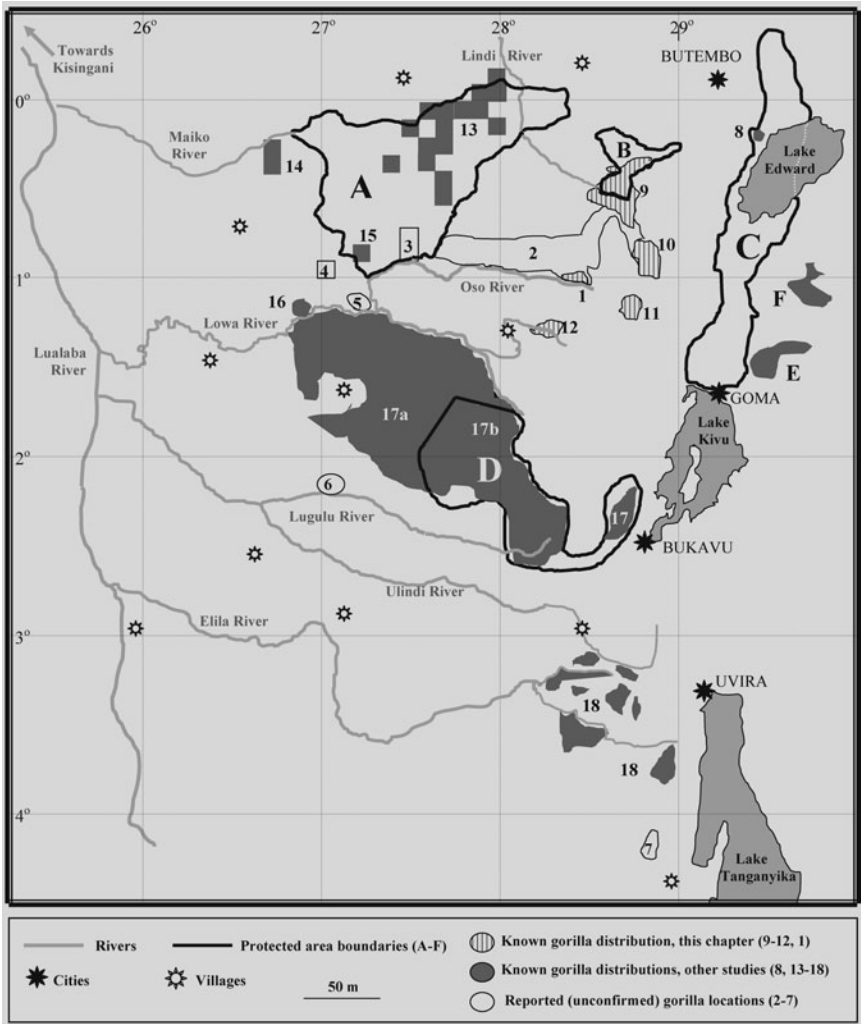 26°
27°
28°
29°
Towards
Kisingani
Lindi
River
BUTEMBO
0°
Maiko
River
13
8
14
B
Lake
Edward
A
9
15
3
2
10
C
4
1°
Oso River
1
F
16
5
11
Lowa River
12
Lualaba
River
E
GOMA
17a
17b
Lake
Kivu
2°
D
6
17
Lugulu River
BUKAVU
Ulindi River
Elila River
3°
UVIRA
18
18
4°
7
Lake
Tanganyika
Rivers
Protected area boundaries (A-F)
Known gorilla distribution, this chapter (9-12, 1)
Cities
Villages
50 m
Known gorilla distributions, other studies (8, 13-18)
Reported (unconfirmed) gorilla locations (2-7)